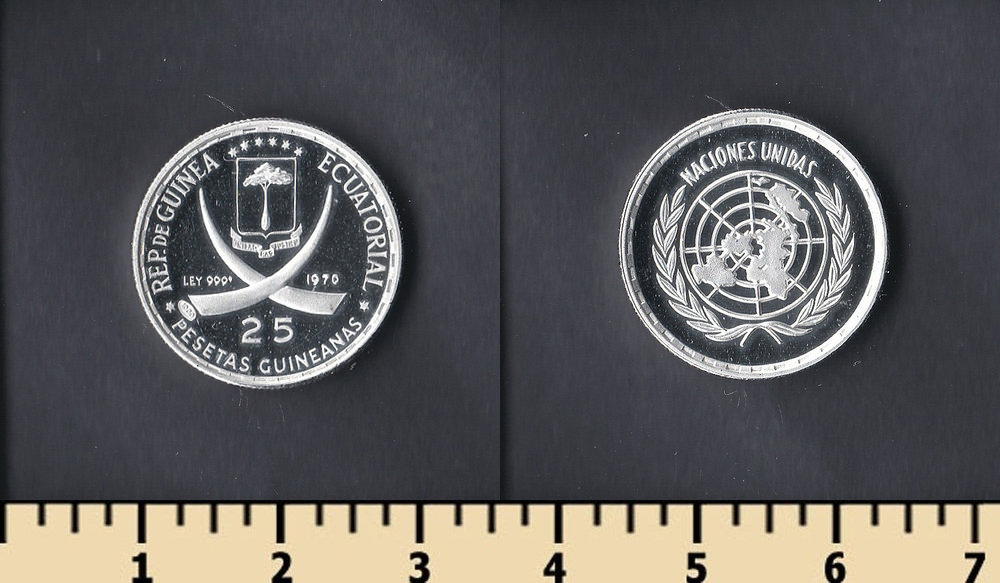 REP. DE GUINEA ECUATORIAL
LEY 999
1970
25
PESETAS GUINEANAS
NACIONES UNIDAS
1 2 3 4 5 6 7